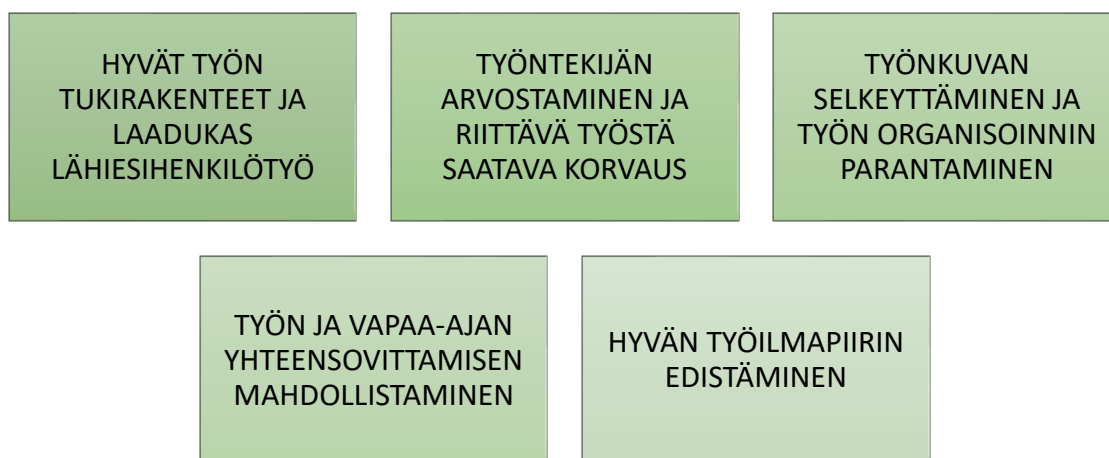 HYVÄT TYÖN
TUKIRAKENTEET JA
LAADUKAS
LÄHIESIHENKILÖTYÖ
TYÖNTEKIJÄN
ARVOSTAMINEN JA
RIITTÄVÄ TYÖSTÄ
SAATAVA KORVAUS
TYÖNKUVAN
SELKEYTTÄMINEN JA
TYÖN ORGANISOINNIN
PARANTAMINEN
TYÖN JA VAPAA-AJAN
YHTEENSOVITTAMISEN
MAHDOLLISTAMINEN
HYVÄN TYÖILMAPIIRIN
EDISTÄMINEN